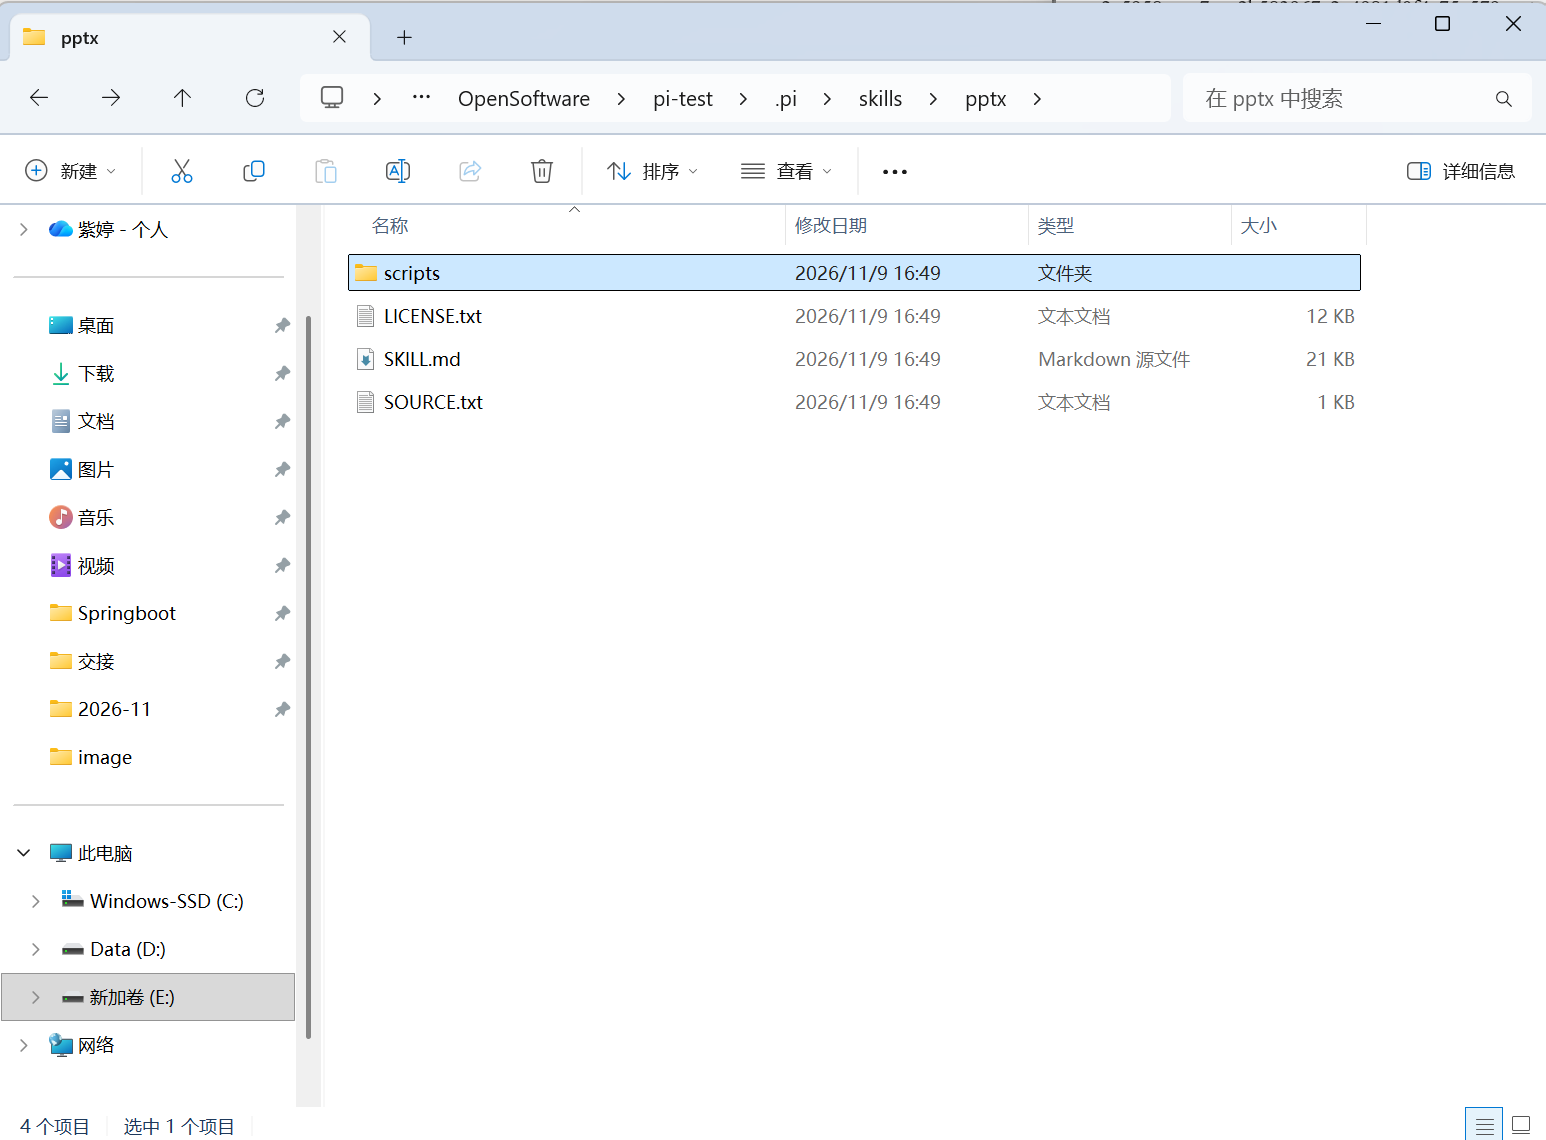 pptx
OpenSoftware
pi-test
.pi
skills
pptx
在 pptx 中搜索
新建
排序
查看
详细信息
紫婷 - 个人
桌面
下载
文档
图片
音乐
视频
Springboot
交接
2026-11
image
此电脑
Windows-SSD (C:)
Data (D:)
新加卷 (E:)
网络
名称 修改日期 类型 大小
scripts 2026/11/9 16:49 文件夹
LICENSE.txt 2026/11/9 16:49 文本文档 12 KB
SKILL.md 2026/11/9 16:49 Markdown 源文件 21 KB
SOURCE.txt 2026/11/9 16:49 文本文档 1 KB
4 个项目 选中 1 个项目